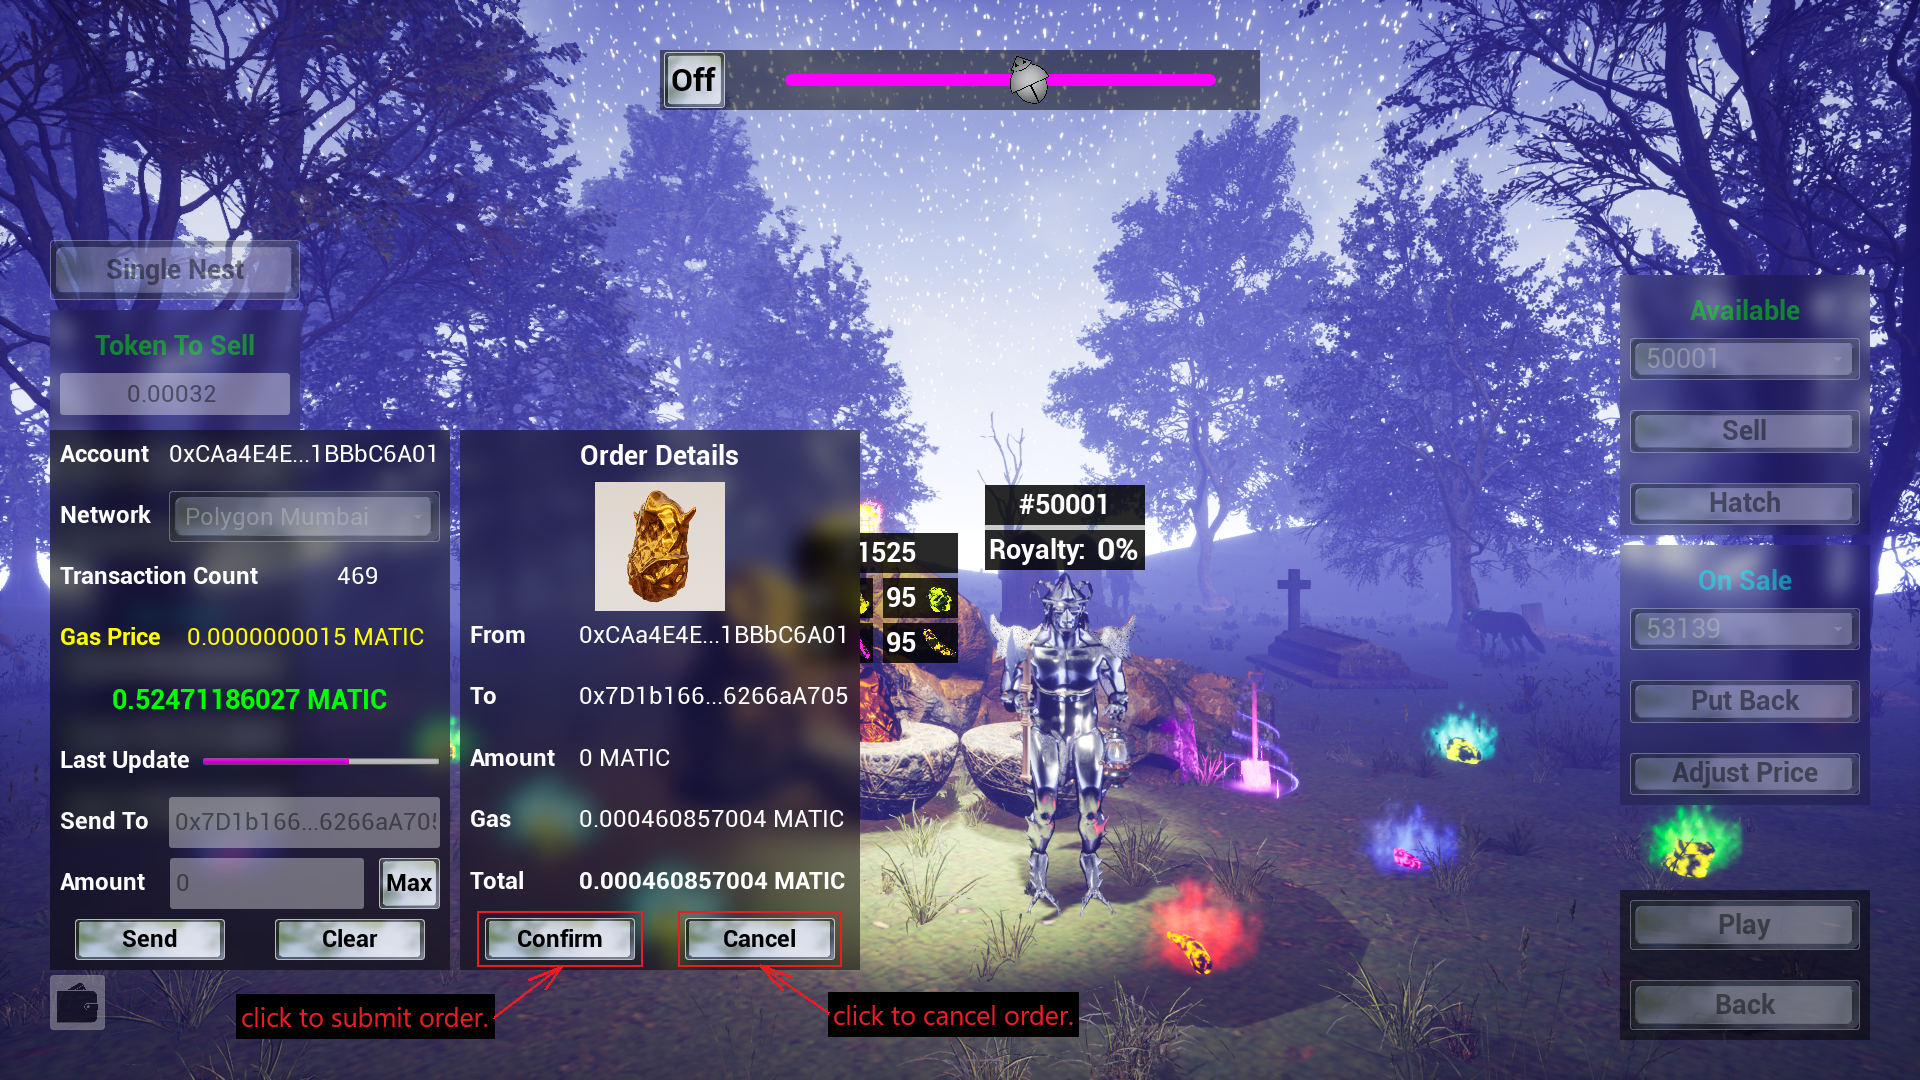 Off
Single Nest
Token To Sell
0.00032
Account 0xCAa4E4E...1BBbC6A01
Network Polygon Mumbai
Transaction Count 469
Gas Price 0.0000000015 MATIC
0.52471186027 MATIC
Last Update
Send To 0x7D1b166...6266aA705
Amount 0 Max
Send Clear
Order Details
From 0xCAa4E4E...1BBbC6A01
To 0x7D1b166...6266aA705
Amount 0 MATIC
Gas 0.000460857004 MATIC
Total 0.000460857004 MATIC
Confirm Cancel
click to submit order.
click to cancel order.
1525
95
95
#50001
Royalty: 0%
Available
50001
Sell
Hatch
On Sale
53139
Put Back
Adjust Price
Play
Back